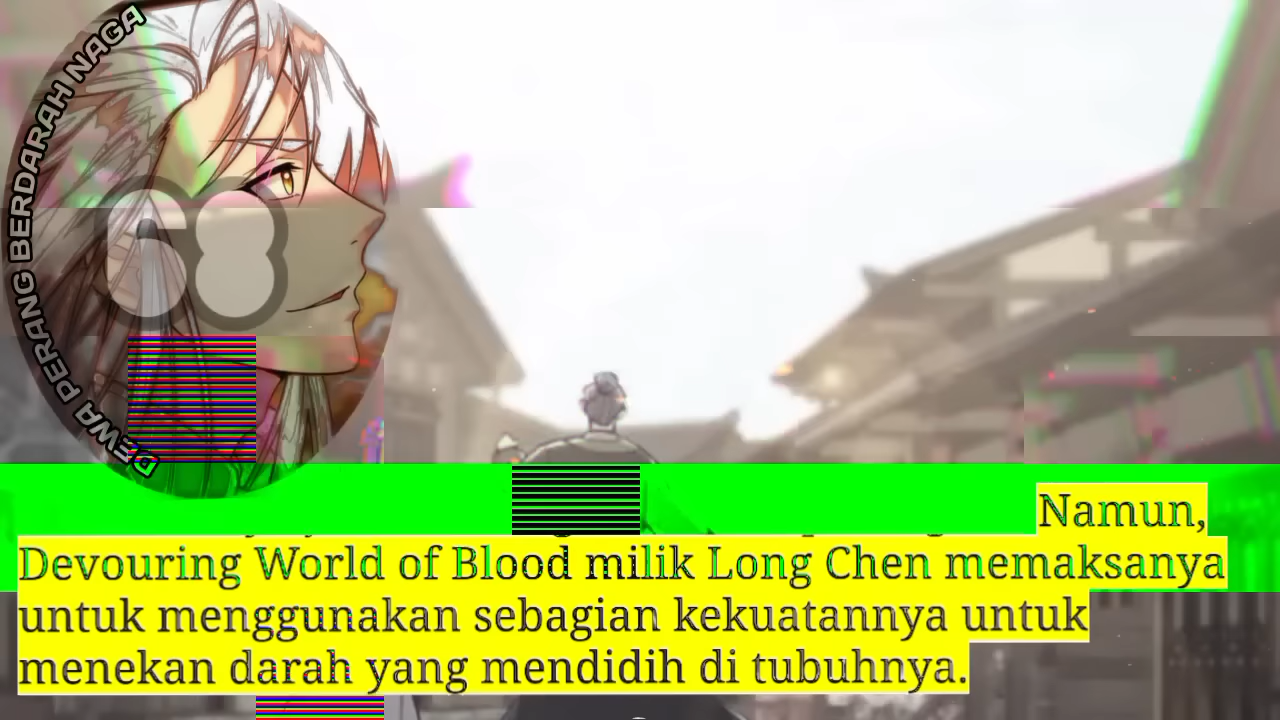 DEWA PERANG BERDARAH NAGA
68
Namun,
Devouring World of Blood milik Long Chen memaksanya
untuk menggunakan sebagian kekuatannya untuk
menekan darah yang mendidih di tubuhnya.